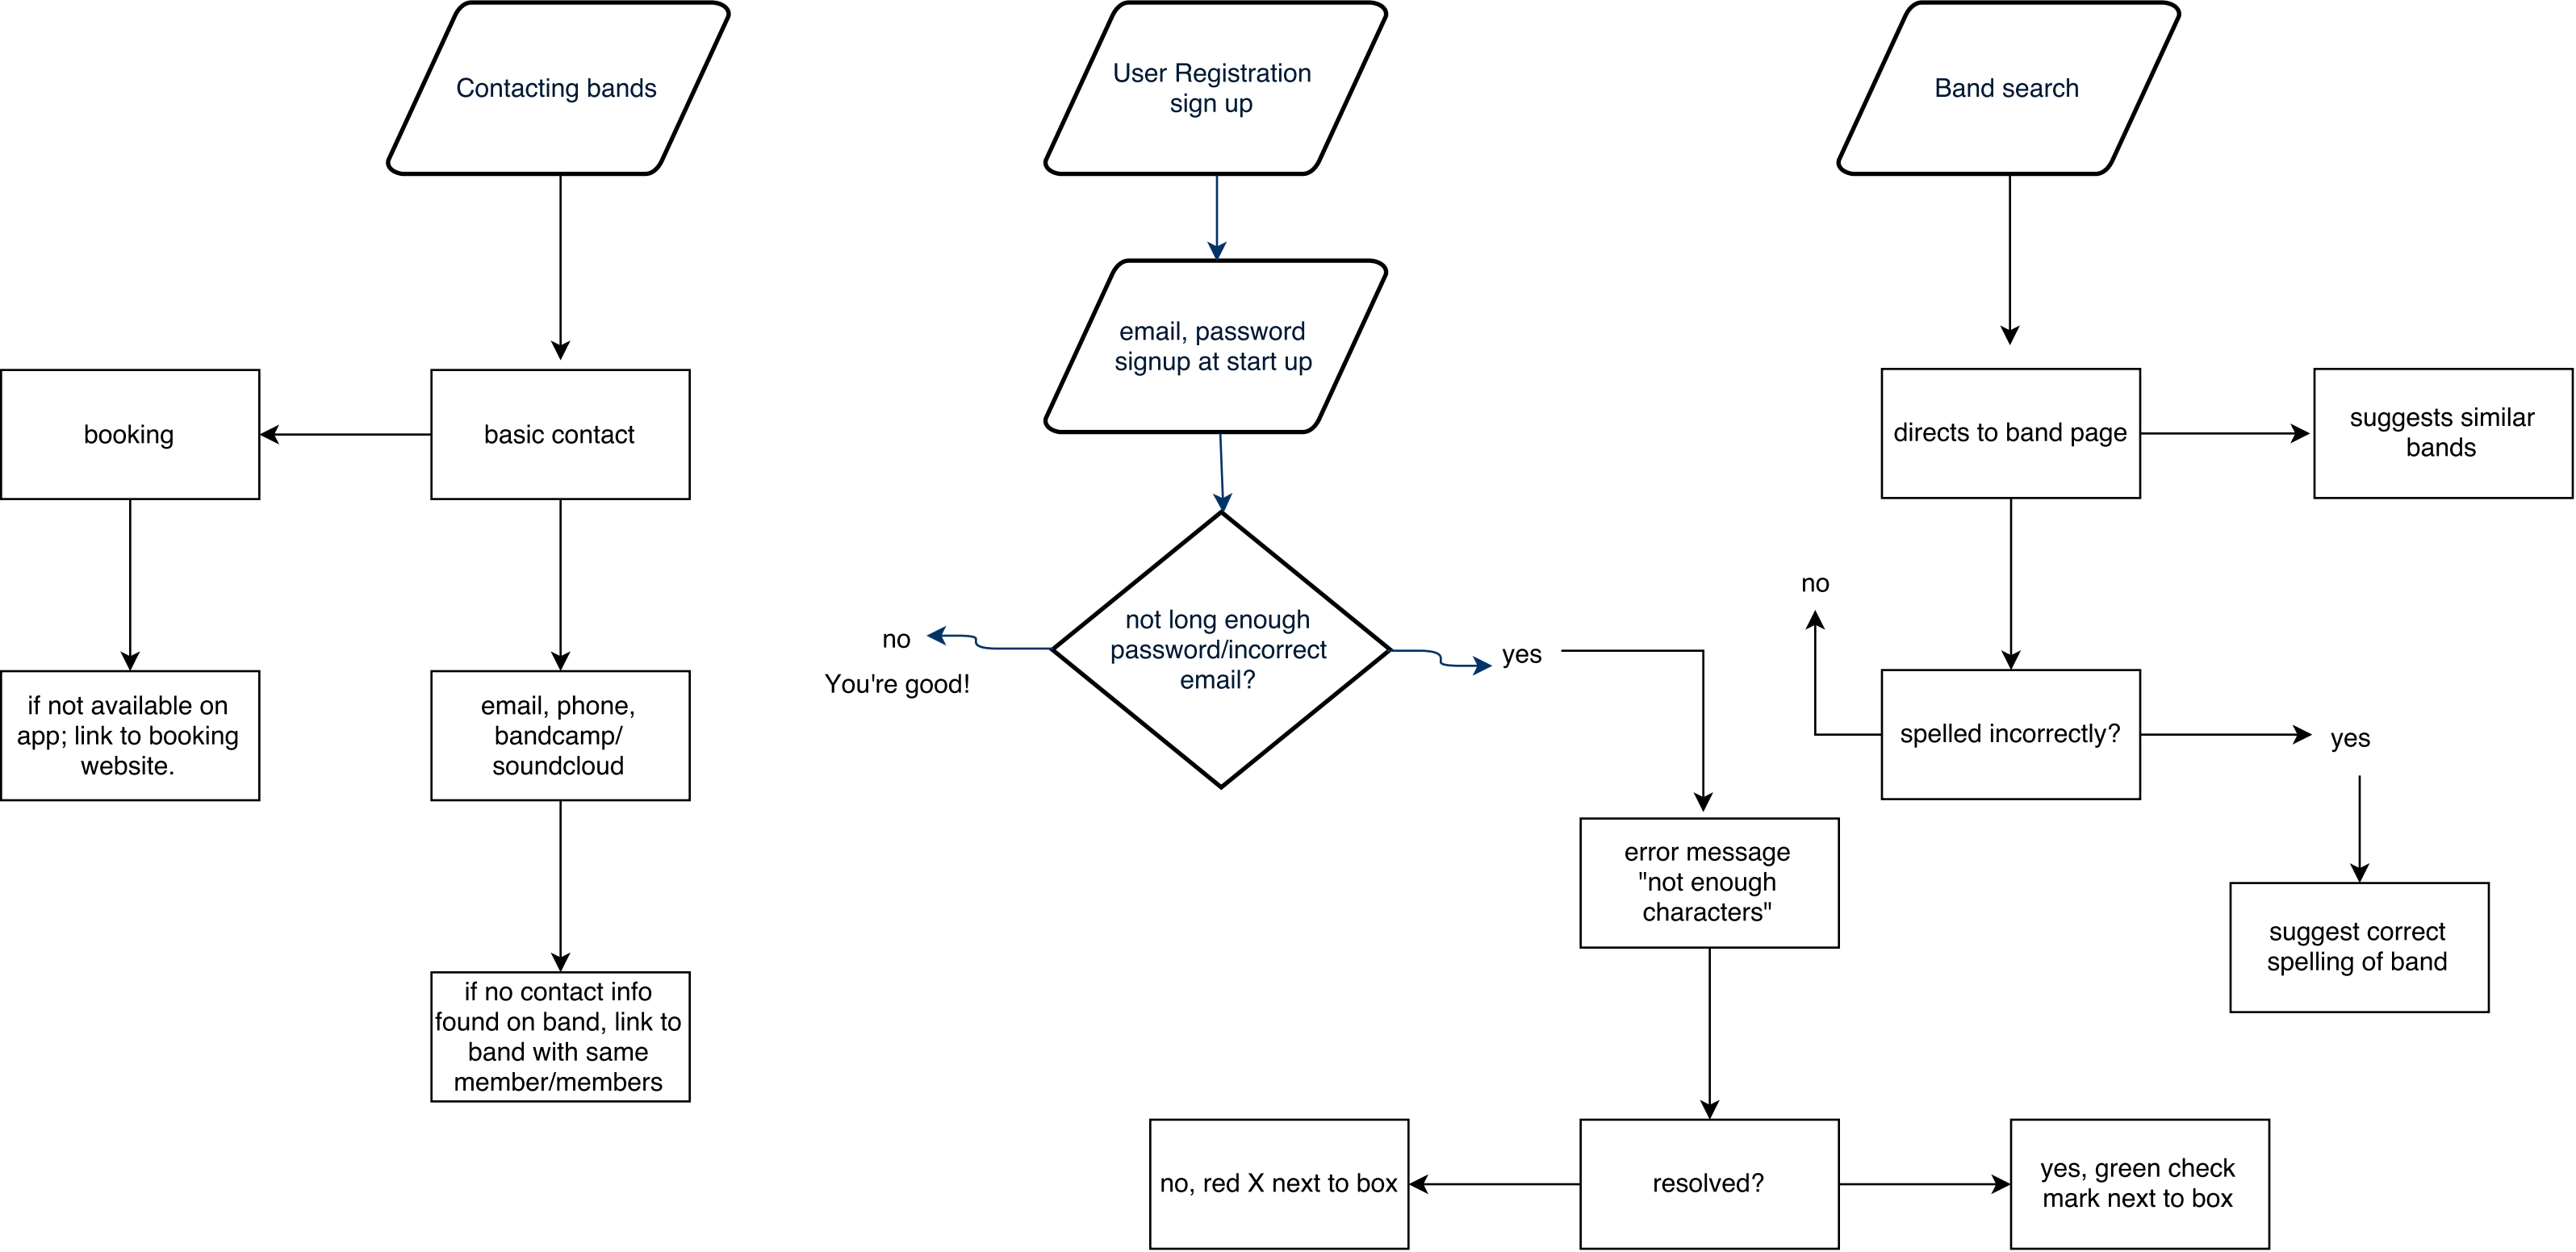 Contacting bands
booking
basic contact
if not available on
app; link to booking
website.
email, phone,
bandcamp/
soundcloud
if no contact info
found on band, link to
band with same
member/members
User Registration
sign up
email, password
signup at start up
not long enough
password/incorrect
email?
no
You're good!
yes
error message
"not enough
characters"
resolved?
no, red X next to box
yes, green check
mark next to box
Band search
directs to band page
suggests similar
bands
spelled incorrectly?
no
yes
suggest correct
spelling of band